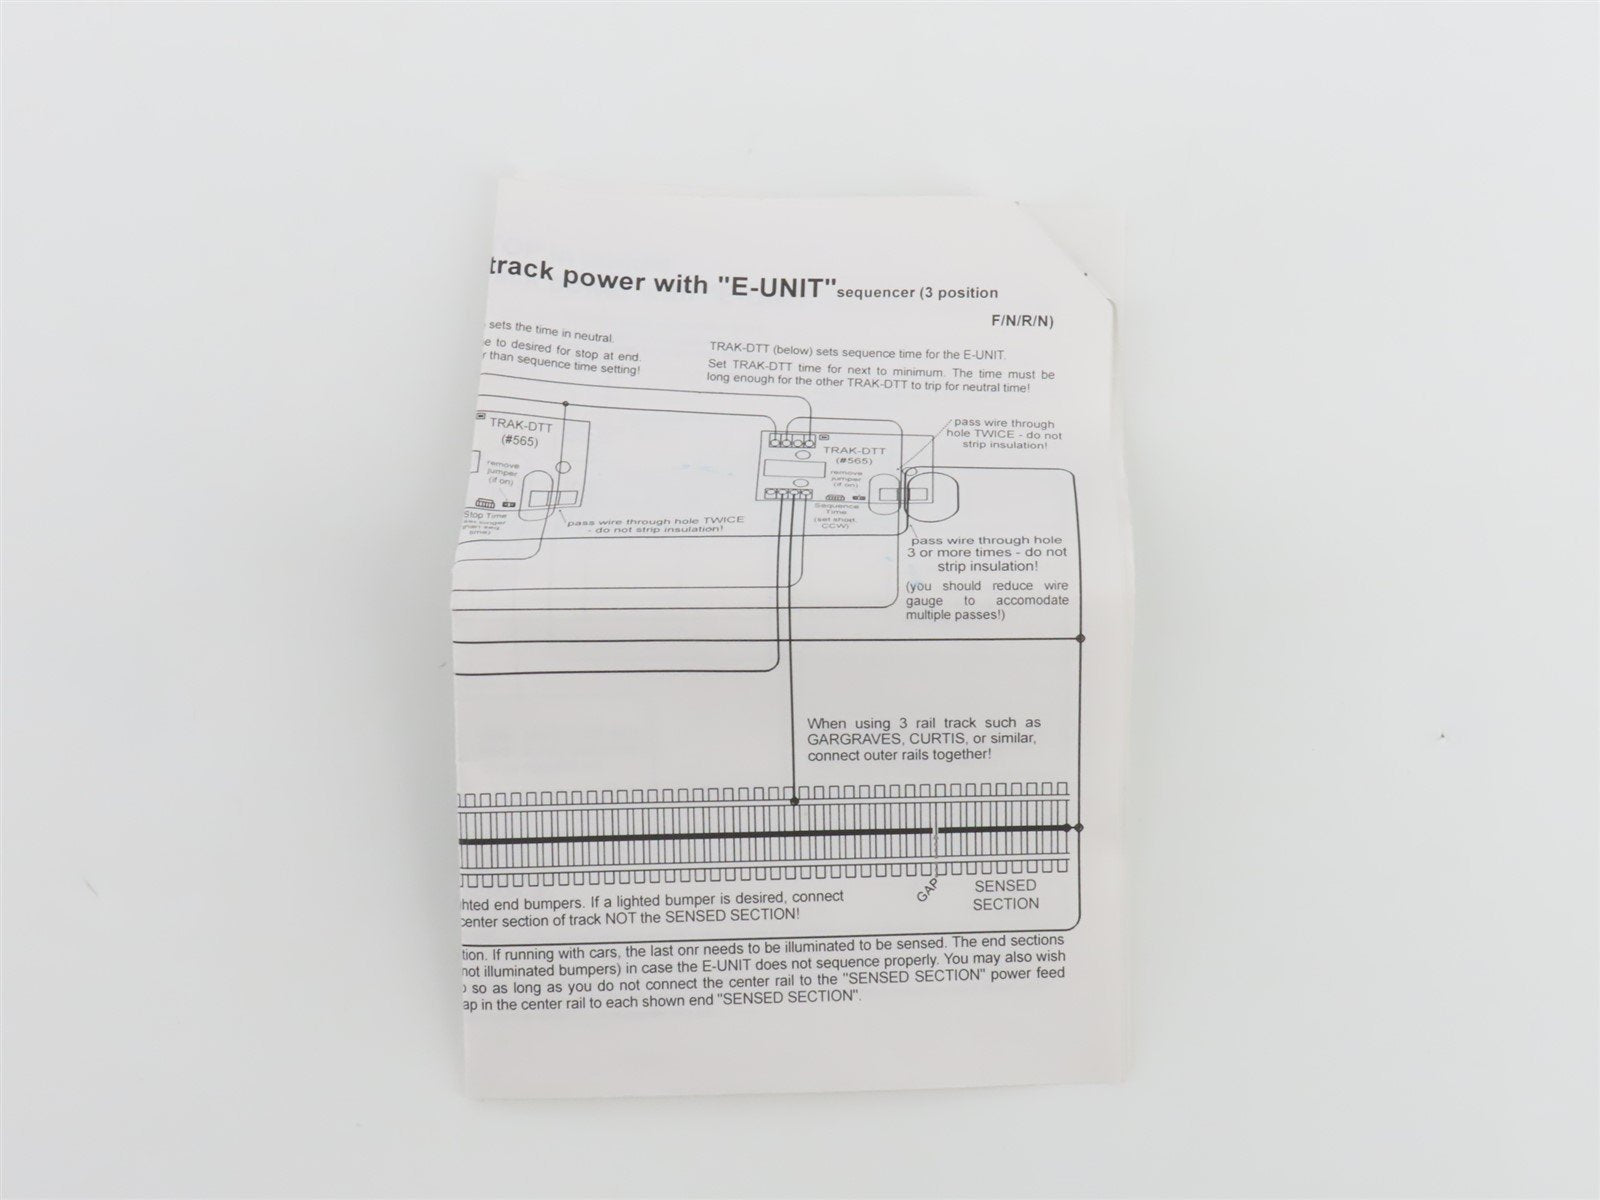 track power with "E-UNIT" sequencer (3 position
F/N/R/N)
sets the time in neutral.
e to desired for stop at end.
r than sequence time setting!
TRAK-DTT (below) sets sequence time for the E-UNIT.
Set TRAK-DTT time for next to minimum. The time must be
long enough for the other TRAK-DTT to trip for neutral time!
TRAK-DTT
(#565)
remove
jumper
(if on)
Stop Time
time)
pass wire through hole TWICE
- do not strip insulation!
TRAK-DTT
(#565)
remove
jumper
(if on)
Sequence
Time
(set short,
CCW)
pass wire through
hole TWICE - do not
strip insulation!
pass wire through hole
3 or more times - do not
strip insulation!
(you should reduce wire
gauge to accomodate
multiple passes!)
When using 3 rail track such as
GARGRAVES, CURTIS, or similar,
connect outer rails together!
GAP
SENSED
SECTION
hted end bumpers. If a lighted bumper is desired, connect
center section of track NOT the SENSED SECTION!
tion. If running with cars, the last onr needs to be illuminated to be sensed. The end sections
not illuminated bumpers) in case the E-UNIT does not sequence properly. You may also wish
o so as long as you do not connect the center rail to the "SENSED SECTION" power feed
ap in the center rail to each shown end "SENSED SECTION".